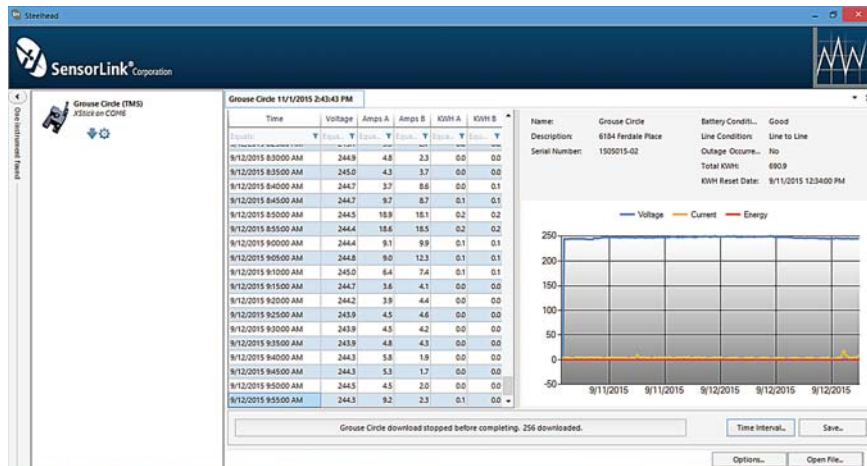 Steelhead
SensorLink® Corporation
One instrument found
Grouse Circle (TMS)
XStick on COM6
Grouse Circle 11/1/2015 2:43:43 PM
Time Voltage Amps A Amps B KWH A KWH B
Equals: Equa... Equa... Equa... Equa... Equa...
9/12/2015 8:30:00 AM 244.9 4.8 2.3 0.0 0.0
9/12/2015 8:35:00 AM 245.0 4.3 3.7 0.0 0.0
9/12/2015 8:40:00 AM 244.7 3.7 8.6 0.0 0.1
9/12/2015 8:45:00 AM 244.7 9.7 8.7 0.1 0.1
9/12/2015 8:50:00 AM 244.5 18.9 18.1 0.2 0.2
9/12/2015 8:55:00 AM 244.4 18.6 18.5 0.2 0.2
9/12/2015 9:00:00 AM 244.4 9.1 9.9 0.1 0.1
9/12/2015 9:05:00 AM 244.8 9.0 12.3 0.1 0.1
9/12/2015 9:10:00 AM 245.0 6.4 7.4 0.1 0.1
9/12/2015 9:15:00 AM 244.7 3.6 4.1 0.0 0.0
9/12/2015 9:20:00 AM 244.2 3.9 4.4 0.0 0.0
9/12/2015 9:25:00 AM 243.9 4.5 4.6 0.0 0.0
9/12/2015 9:30:00 AM 243.9 4.5 4.2 0.0 0.0
9/12/2015 9:35:00 AM 243.9 4.8 4.3 0.0 0.0
9/12/2015 9:40:00 AM 244.3 5.8 1.9 0.0 0.0
9/12/2015 9:45:00 AM 244.3 5.3 1.7 0.0 0.0
9/12/2015 9:50:00 AM 244.5 4.5 2.0 0.0 0.0
9/12/2015 9:55:00 AM 244.3 9.2 2.3 0.1 0.0
Name: Grouse Circle
Description: 6184 Ferdale Place
Serial Number: 1505015-02
Battery Conditi... Good
Line Condition: Line to Line
Outage Occurre... No
Total KWH: 690.9
KWH Reset Date: 9/11/2015 12:34:00 PM
Voltage Current Energy
250
200
150
100
50
0
-50
9/11/2015 9/11/2015 9/12/2015 9/12/2015 9/12/2015
Grouse Circle download stopped before completing. 256 downloaded.
Time Interval...
Save...
Options...
Open File...